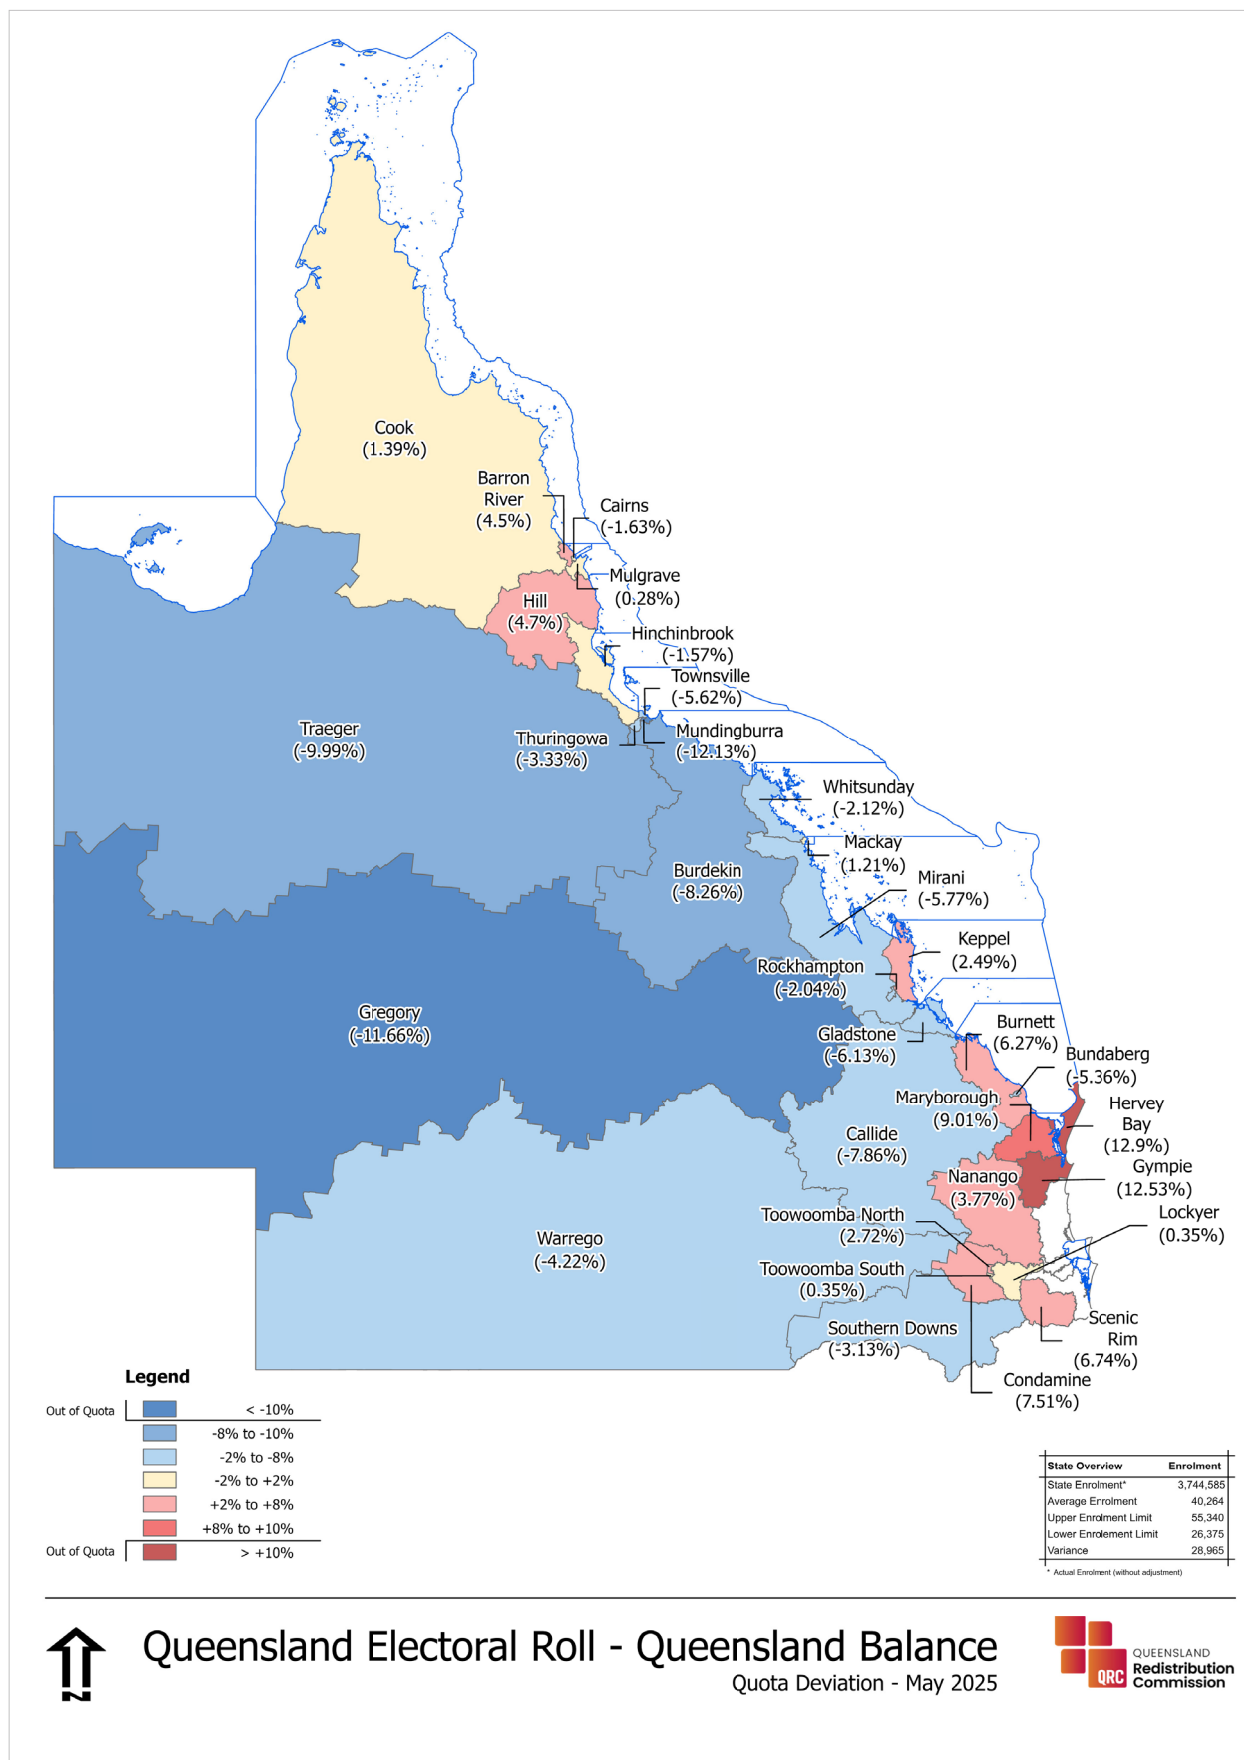 Cook
(1.39%)
Barron
River
(4.5%)
Cairns
(-1.63%)
Mulgrave
(0.28%)
Hill
(4.7%)
Hinchinbrook
(-1.57%)
Townsville
(-5.62%)
Traeger
(-9.99%)
Thuringowa
(-3.33%)
Mundingburra
(-12.13%)
Whitsunday
(-2.12%)
Mackay
(1.21%)
Burdekin
(-8.26%)
Mirani
(-5.77%)
Keppel
(2.49%)
Rockhampton
(-2.04%)
Gregory
(-11.66%)
Gladstone
(-6.13%)
Burnett
(6.27%)
Bundaberg
(-5.36%)
Maryborough
(9.01%)
Hervey
Bay
(12.9%)
Callide
(-7.86%)
Gympie
(12.53%)
Nanango
(3.77%)
Toowoomba North
(2.72%)
Lockyer
(0.35%)
Warrego
(-4.22%)
Toowoomba South
(0.35%)
Southern Downs
(-3.13%)
Scenic
Rim
(6.74%)
Condamine
(7.51%)
Legend
Out of Quota < -10%
-8% to -10%
-2% to -8%
-2% to +2%
+2% to +8%
+8% to +10%
Out of Quota > +10%
State Overview Enrolment
State Enrolment* 3,744,585
Average Enrolment 40,264
Upper Enrolment Limit 55,340
Lower Enrolement Limit 26,375
Variance 28,965
* Actual Enrolment (without adjustment)
N
Queensland Electoral Roll - Queensland Balance
Quota Deviation - May 2025
QRC
QUEENSLAND
Redistribution
Commission